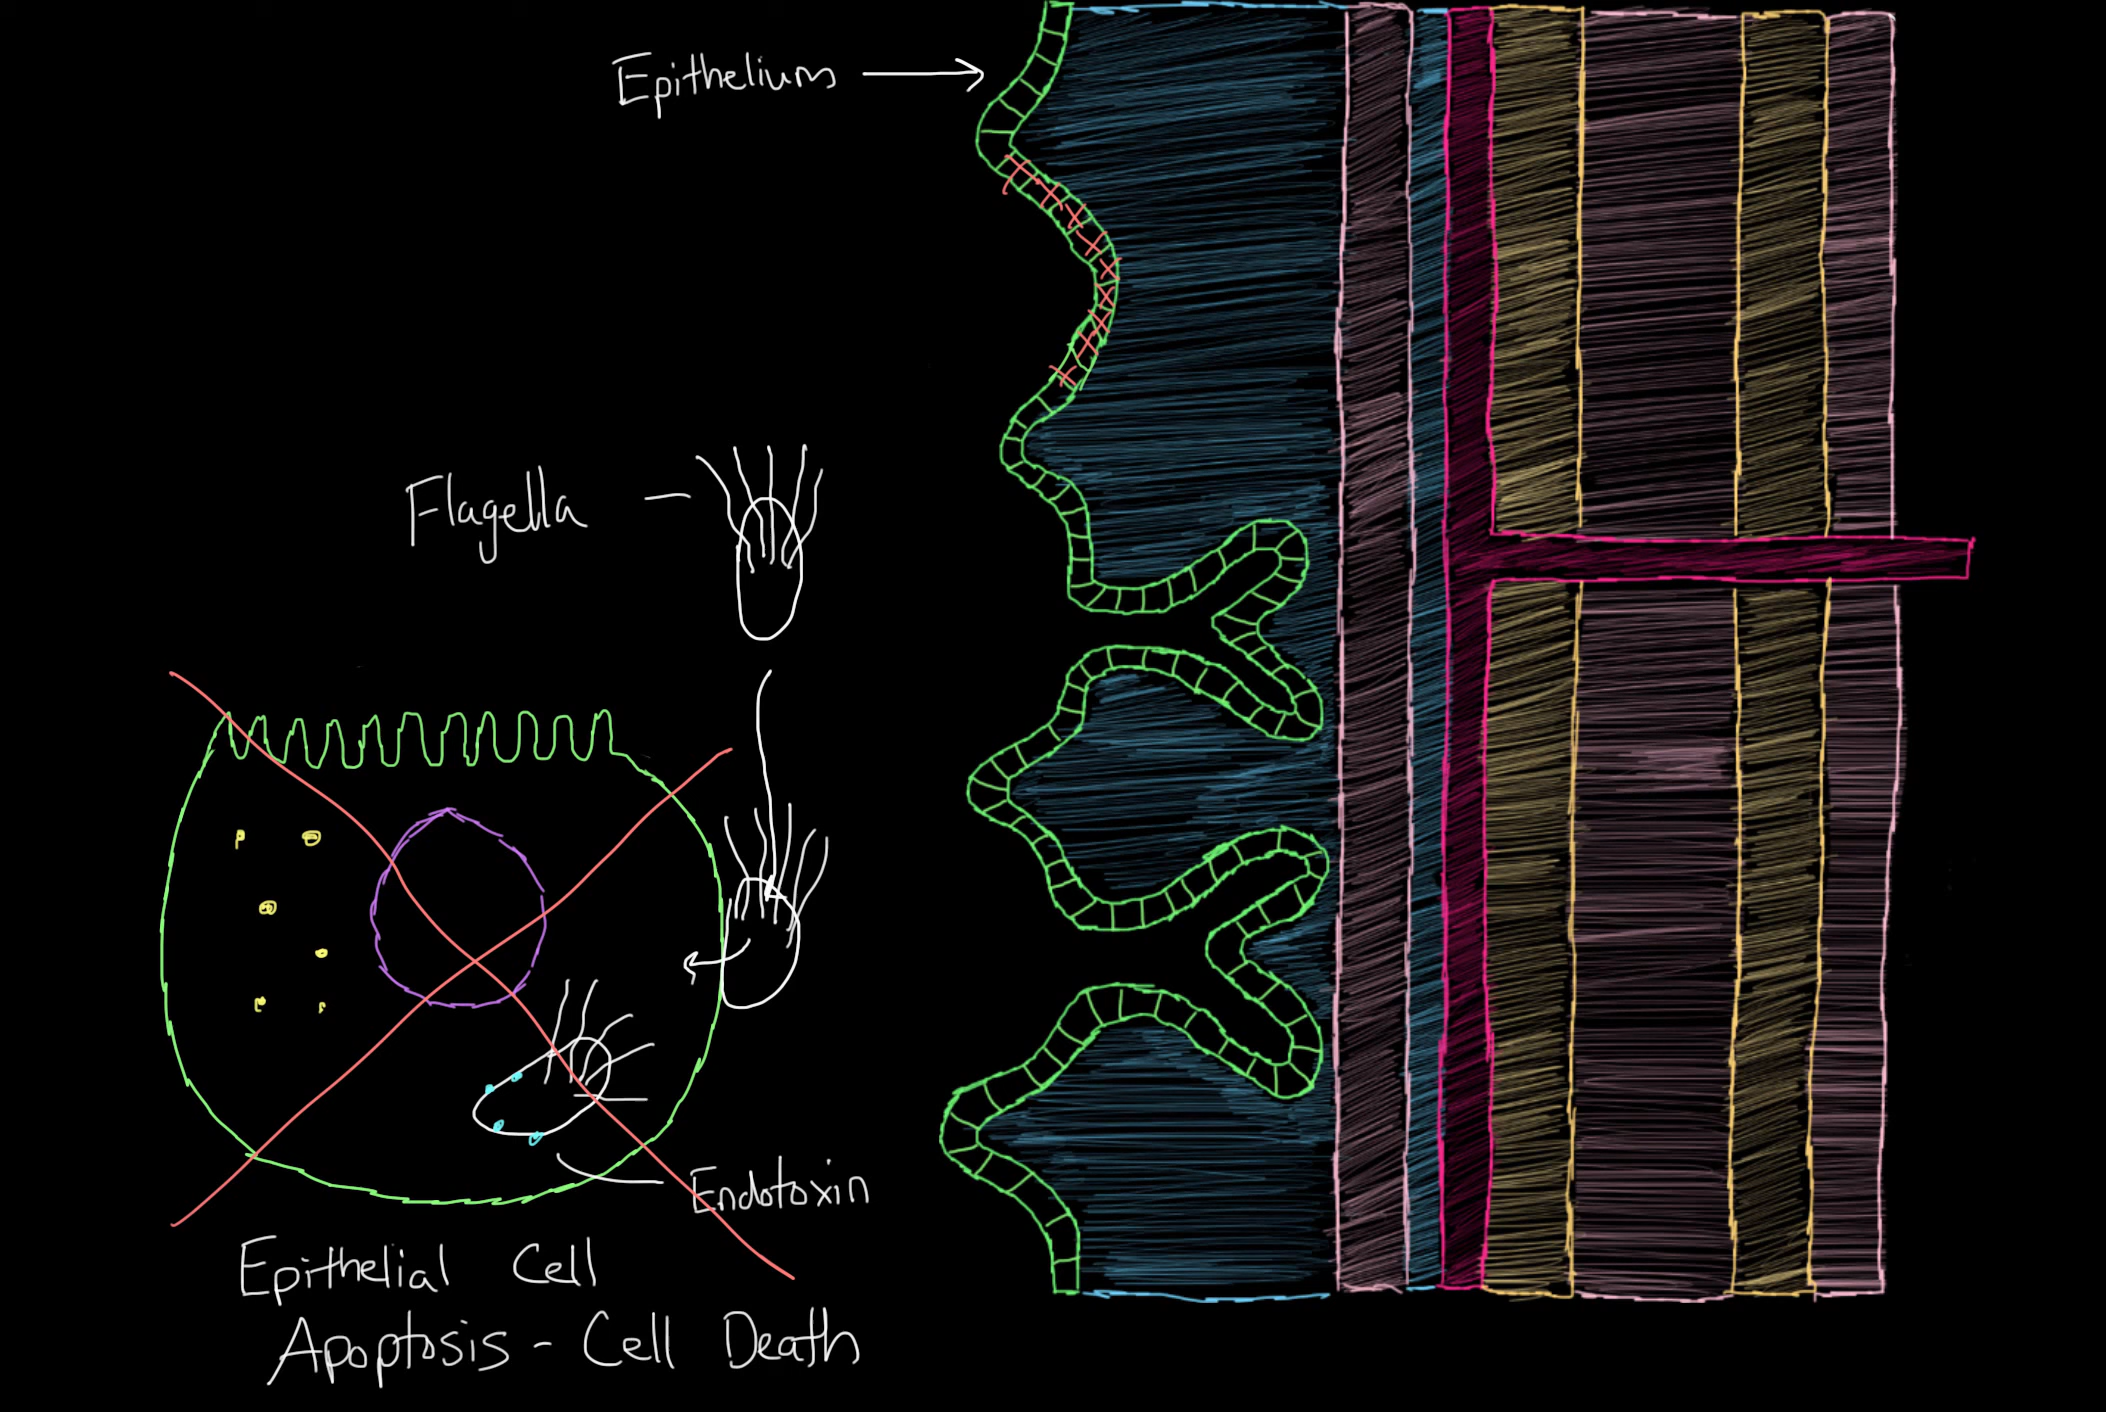 Epithelium
Flagella
Endotoxin
Epithelial Cell
Apoptosis - Cell Death